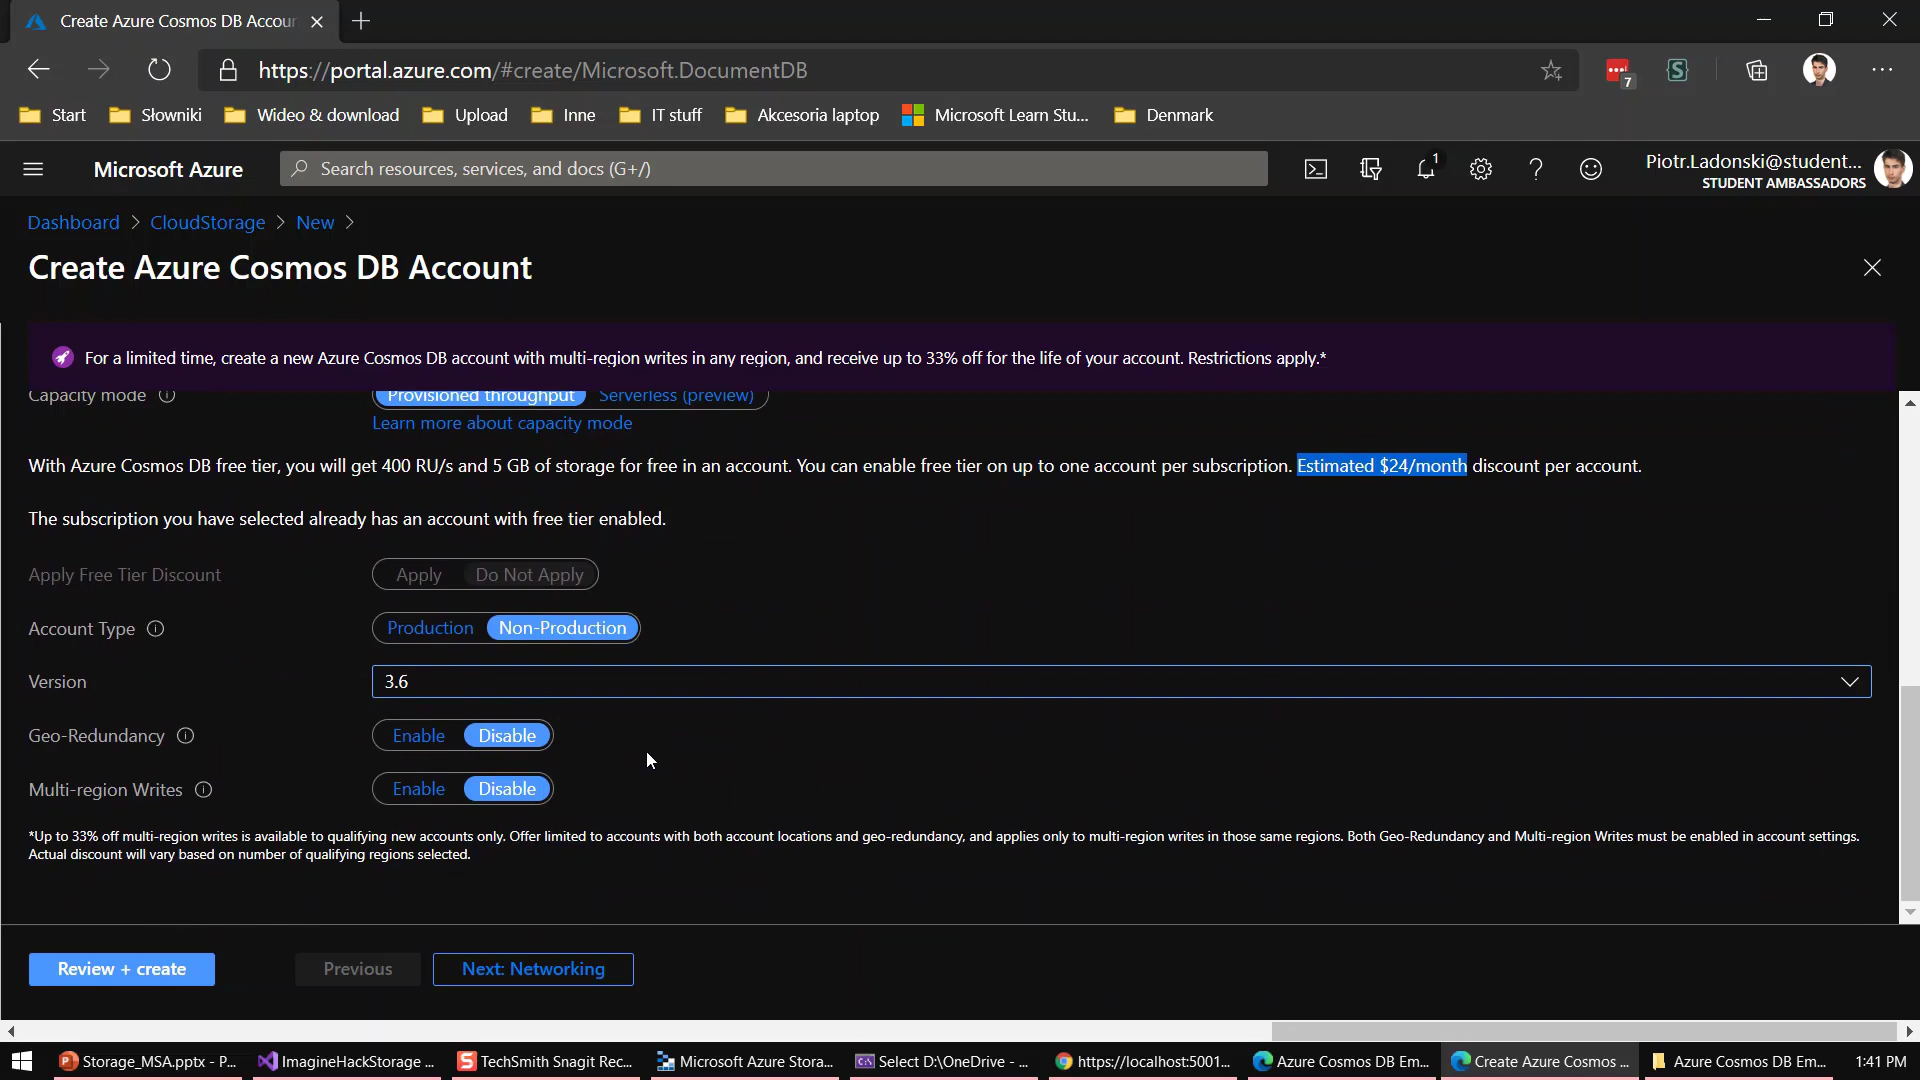 Create Azure Cosmos DB Accour
https://portal.azure.com/#create/Microsoft.DocumentDB
7
Start Słowniki Wideo & download Upload Inne IT stuff Akcesoria laptop Microsoft Learn Stu... Denmark
Microsoft Azure Search resources, services, and docs (G+/) 1 Piotr.Ladonski@student...
STUDENT AMBASSADORS
Dashboard > CloudStorage > New >
Create Azure Cosmos DB Account
For a limited time, create a new Azure Cosmos DB account with multi-region writes in any region, and receive up to 33% off for the life of your account. Restrictions apply.*
Capacity mode Provisioned throughput Serverless (preview)
Learn more about capacity mode
With Azure Cosmos DB free tier, you will get 400 RU/s and 5 GB of storage for free in an account. You can enable free tier on up to one account per subscription. Estimated $24/month discount per account.
The subscription you have selected already has an account with free tier enabled.
Apply Free Tier Discount Apply Do Not Apply
Account Type Production Non-Production
Version 3.6
Geo-Redundancy Enable Disable
Multi-region Writes Enable Disable
*Up to 33% off multi-region writes is available to qualifying new accounts only. Offer limited to accounts with both account locations and geo-redundancy, and applies only to multi-region writes in those same regions. Both Geo-Redundancy and Multi-region Writes must be enabled in account settings.
Actual discount will vary based on number of qualifying regions selected.
Review + create Previous Next: Networking
Storage_MSA.pptx - P... ImagineHackStorage ... TechSmith Snagit Rec... Microsoft Azure Stora... Select D:\OneDrive - ... https://localhost:5001... Azure Cosmos DB Em... Create Azure Cosmos ... Azure Cosmos DB Em... 1:41 PM